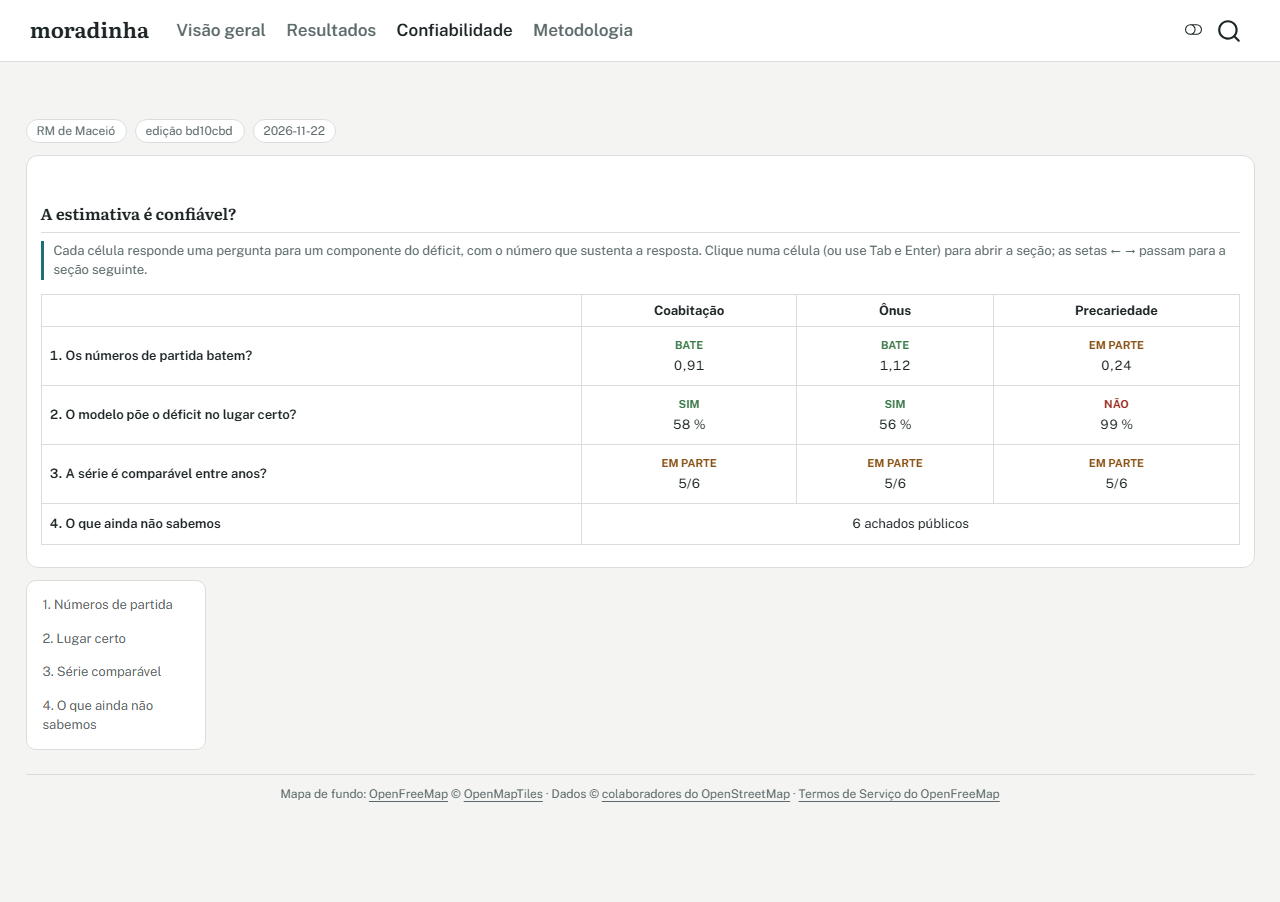 moradinha Visão geral Resultados Confiabilidade Metodologia
RM de Maceió edição bd10cbd 2026-11-22
A estimativa é confiável?
Cada célula responde uma pergunta para um componente do déficit, com o número que sustenta a resposta. Clique numa célula (ou use Tab e Enter) para abrir a seção; as setas ← → passam para a
seção seguinte.
Coabitação Ônus Precariedade
1. Os números de partida batem? BATE 0,91 BATE 1,12 EM PARTE 0,24
2. O modelo põe o déficit no lugar certo? SIM 58 % SIM 56 % NÃO 99 %
3. A série é comparável entre anos? EM PARTE 5/6 EM PARTE 5/6 EM PARTE 5/6
4. O que ainda não sabemos 6 achados públicos
1. Números de partida
2. Lugar certo
3. Série comparável
4. O que ainda não
sabemos
Mapa de fundo: OpenFreeMap © OpenMapTiles · Dados © colaboradores do OpenStreetMap · Termos de Serviço do OpenFreeMap